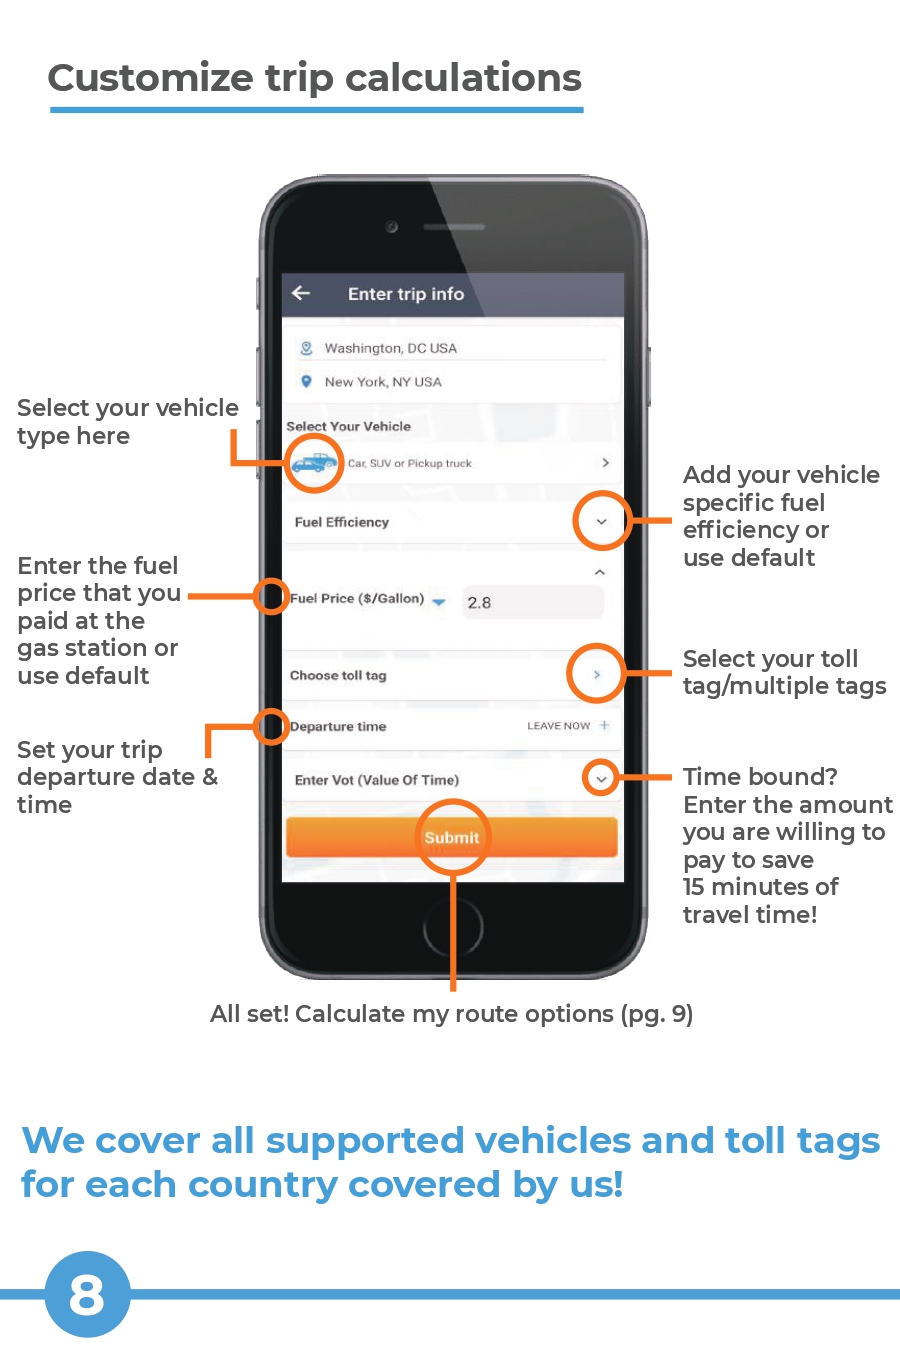 Customize trip calculations
Enter trip info
Washington, DC USA
New York, NY USA
Select Your Vehicle
Car, SUV or Pickup truck
Fuel Efficiency
Fuel Price ($/Gallon)
2.8
Choose toll tag
Departure time
LEAVE NOW +
Enter Vot (Value Of Time)
Submit
Select your vehicle
type here
Enter the fuel
price that you
paid at the
gas station or
use default
Set your trip
departure date &
time
Add your vehicle
specific fuel
efficiency or
use default
Select your toll
tag/multiple tags
Time bound?
Enter the amount
you are willing to
pay to save
15 minutes of
travel time!
All set! Calculate my route options (pg. 9)
We cover all supported vehicles and toll tags
for each country covered by us!
8